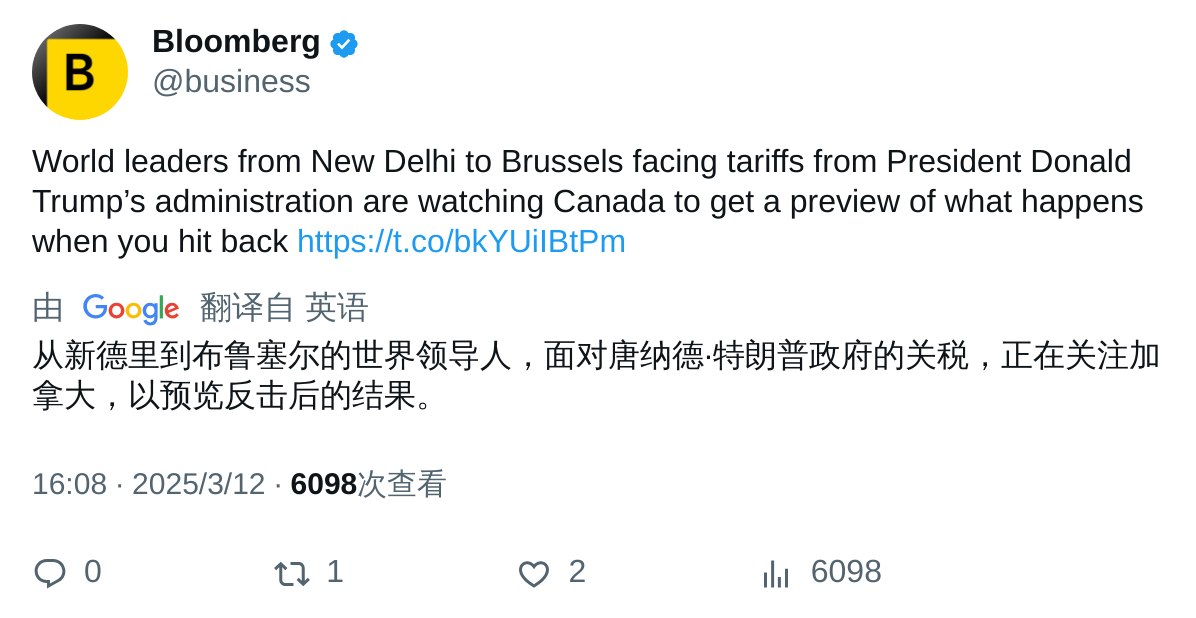 B
Bloomberg
@business
World leaders from New Delhi to Brussels facing tariffs from President Donald
Trump’s administration are watching Canada to get a preview of what happens
when you hit back https://t.co/bkYUiIBtPm
由 Google 翻译自 英语
从新德里到布鲁塞尔的世界领导人，面对唐纳德·特朗普政府的关税，正在关注加
拿大，以预览反击后的结果。
16:08 · 2025/3/12 · 6098次查看
0 1 2 6098